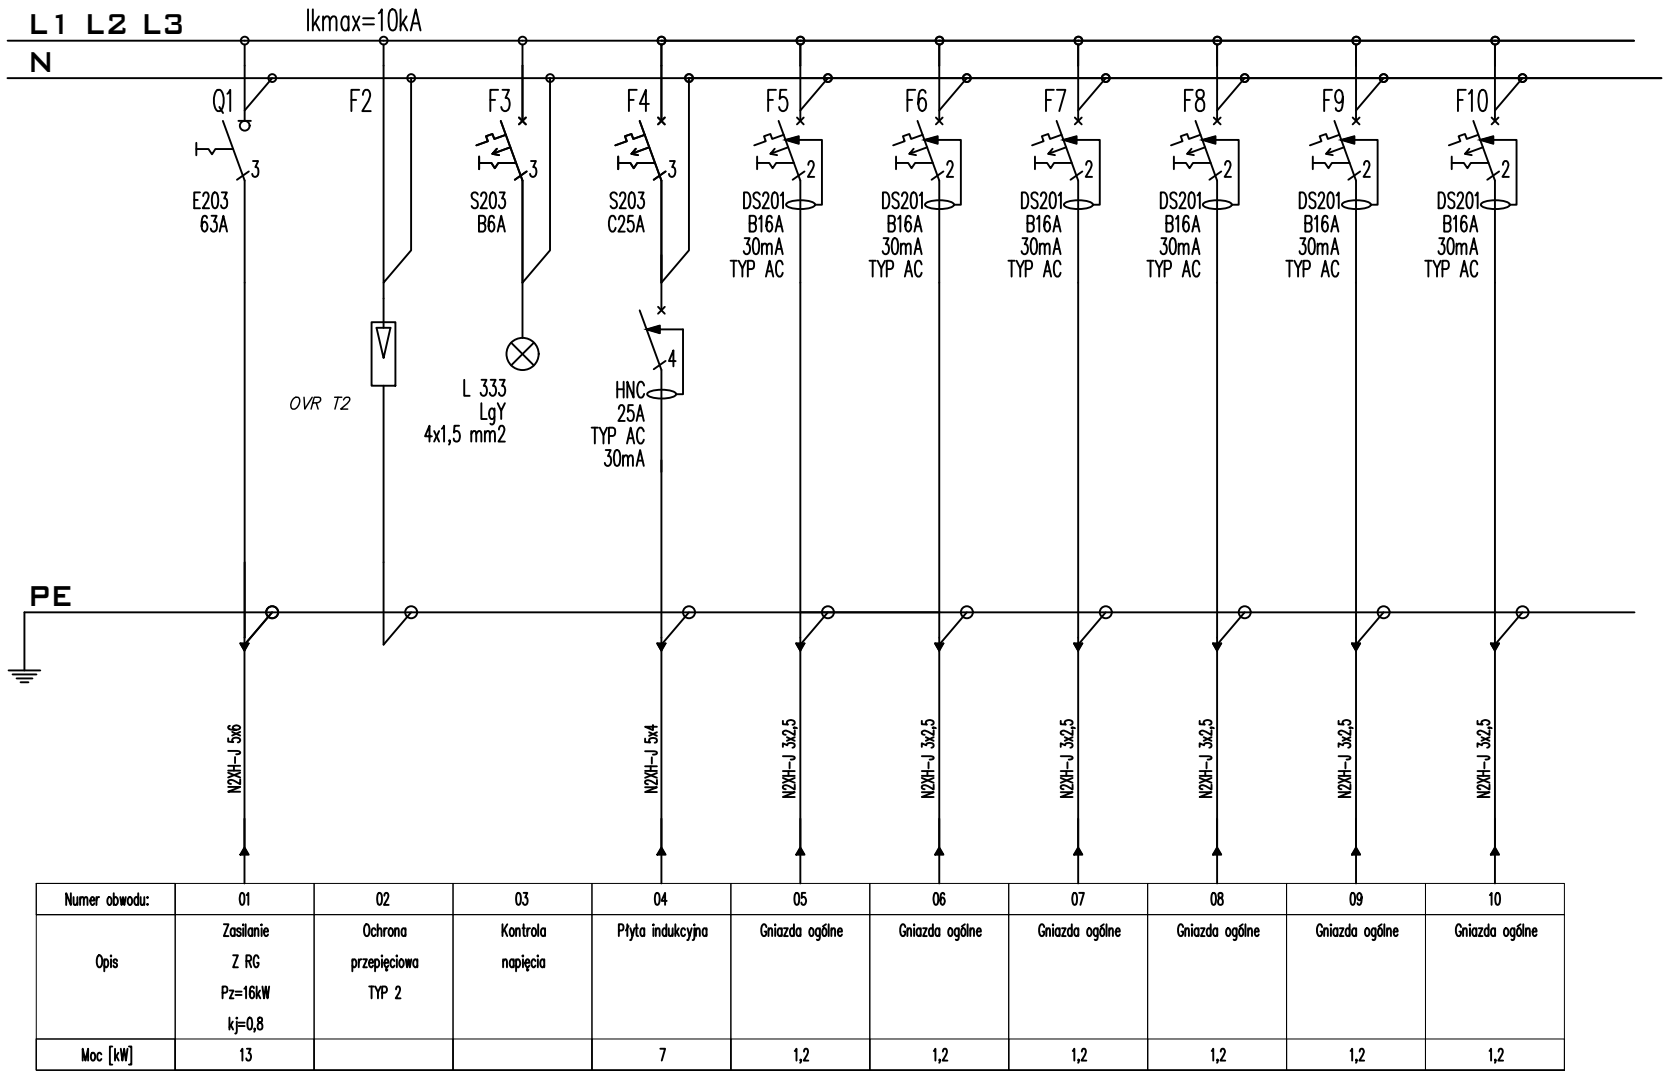 L1 L2 L3
Ikmax=10kA
N
Q1
F2
F3
F4
F5
F6
F7
F8
F9
F10
3
3
3
2
2
2
2
2
2
E203
63A
S203
B6A
S203
C25A
DS201
B16A
30mA
TYP AC
DS201
B16A
30mA
TYP AC
DS201
B16A
30mA
TYP AC
DS201
B16A
30mA
TYP AC
DS201
B16A
30mA
TYP AC
DS201
B16A
30mA
TYP AC
4
OVR T2
L 333
LgY
4x1,5 mm2
HNC
25A
TYP AC
30mA
PE
N2XH-J 5x6
N2XH-J 5x4
N2XH-J 3x2,5
N2XH-J 3x2,5
N2XH-J 3x2,5
N2XH-J 3x2,5
N2XH-J 3x2,5
N2XH-J 3x2,5
Numer obwodu: 01 02 03 04 05 06 07 08 09 10
Opis
Zasilanie
Z RG
Pz=16kW
kj=0,8
Ochrona
przepięciowa
TYP 2
Kontrola
napięcia
Płyta indukcyjna
Gniazda ogólne
Gniazda ogólne
Gniazda ogólne
Gniazda ogólne
Gniazda ogólne
Gniazda ogólne
Moc [kW] 13 7 1,2 1,2 1,2 1,2 1,2 1,2